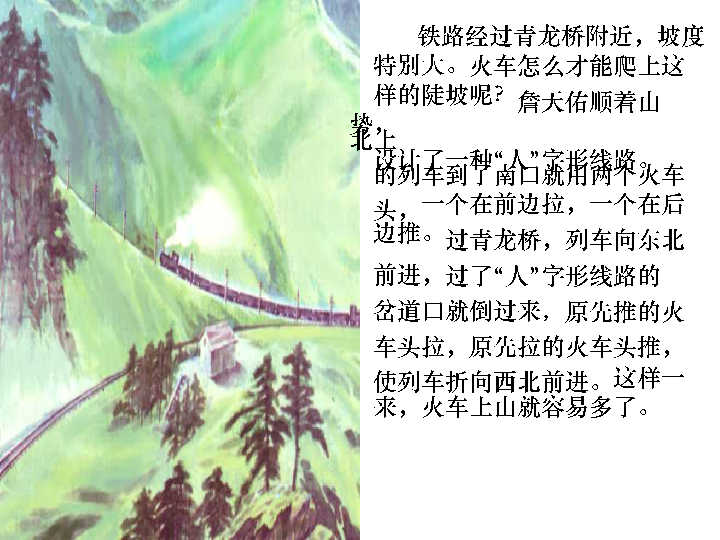 铁路经过青龙桥附近，坡度
特别大。火车怎么才能爬上这
样的陡坡呢？詹天佑顺着山
势，
设计了一种“人”字形线路。
北上
的列车到了南口就用两个火车
头，一个在前边拉，一个在后
边推。过青龙桥，列车向东北
前进，过了“人”字形线路的
岔道口就倒过来，原先推的火
车头拉，原先拉的火车头推，
使列车折向西北前进。这样一
来，火车上山就容易多了。